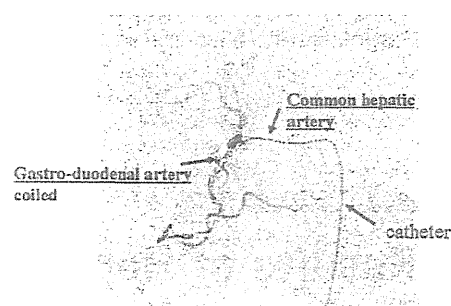 Common hepatic
artery
Gastro-duodenal artery
coiled
catheter